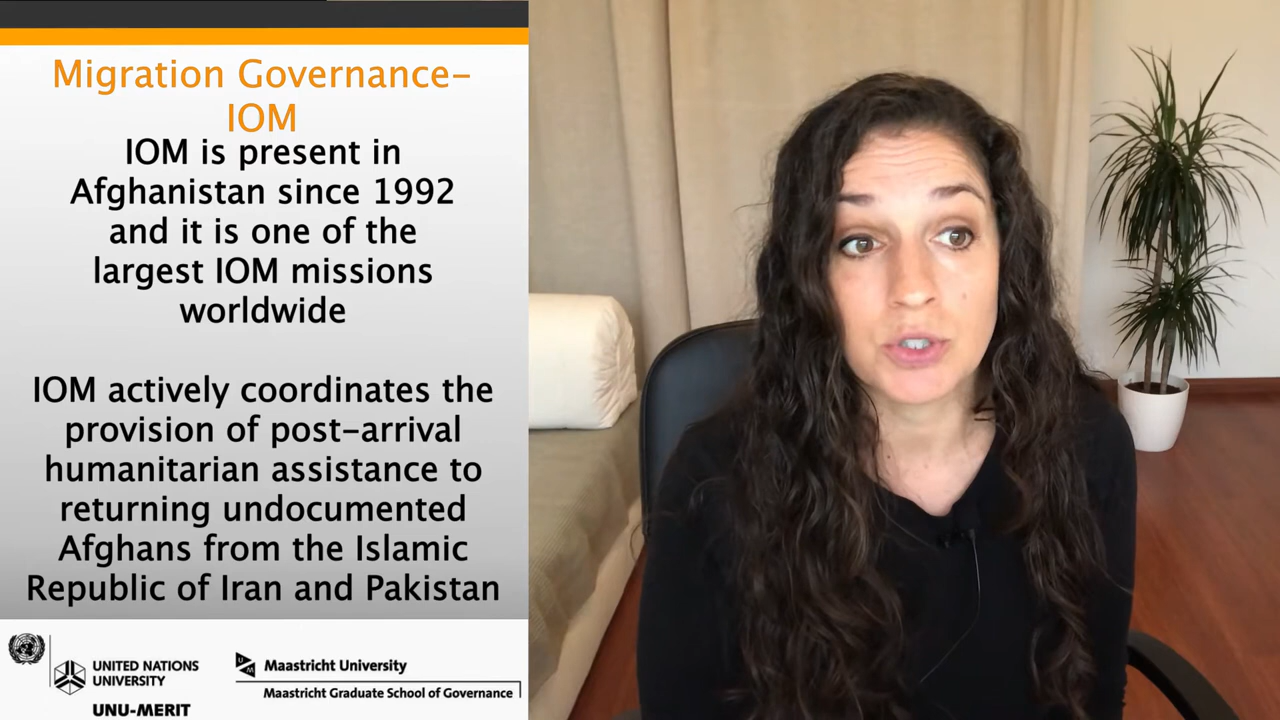 Migration Governance–
IOM
IOM is present in
Afghanistan since 1992
and it is one of the
largest IOM missions
worldwide
IOM actively coordinates the
provision of post–arrival
humanitarian assistance to
returning undocumented
Afghans from the Islamic
Republic of Iran and Pakistan
UNITED NATIONS
UNIVERSITY
UNU-MERIT
UM
Maastricht University
Maastricht Graduate School of Governance